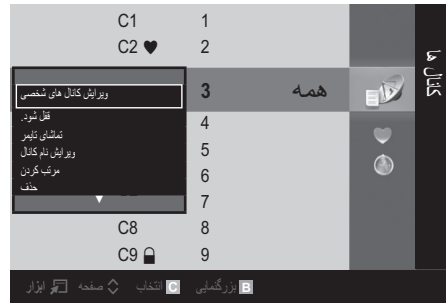 کانال ها
1 C1
2 C2
همه 3
ویرایش کانال های شخصی
قفل شود.
تماشای تایمر
ویرایش نام کانال
مرتب کردن
حذف
4
5
6
7
8 C8
9 C9
B بزرگنمایی C انتخاب صفحه ابزار